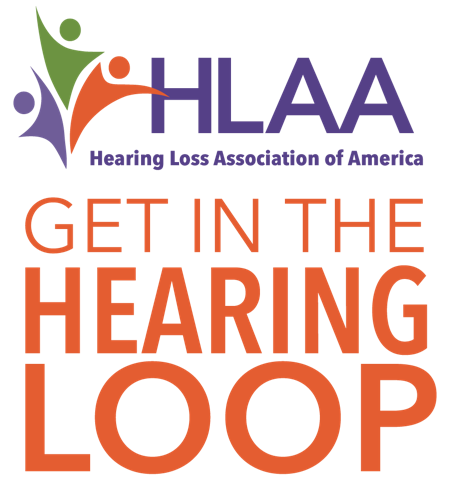 HLAA
Hearing Loss Association of America
GET IN THE
HEARING
LOOP